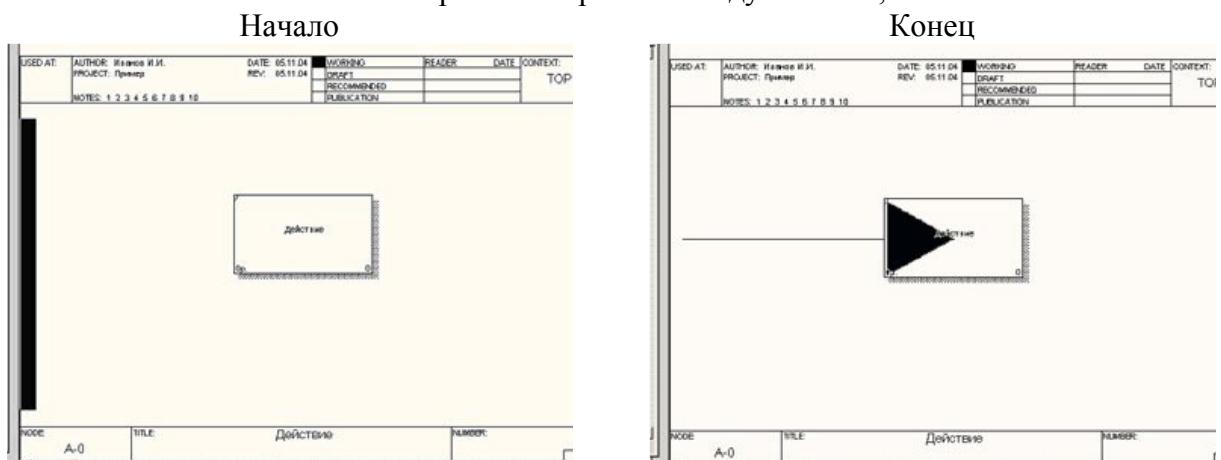 Начало
Конец
USED AT:
AUTHOR: Иванов И.И.
DATE: 05.11.04
WORKING
READER
DATE
CONTEXT:
PROJECT: Пример
REV: 05.11.04
DRAFT
TOP
RECOMMENDED
NOTES: 1 2 3 4 5 6 7 8 9 10
PUBLICATION
Действие
0р.
0
NODE:
TITLE:
Действие
NUMBER:
A-0
USED AT:
AUTHOR: Иванов И.И.
DATE: 05.11.04
WORKING
READER
DATE
CONTEXT:
PROJECT: Пример
REV: 05.11.04
DRAFT
RECOMMENDED
NOTES: 1 2 3 4 5 6 7 8 9 10
PUBLICATION
Действие
0
NODE:
TITLE:
Действие
NUMBER:
A-0